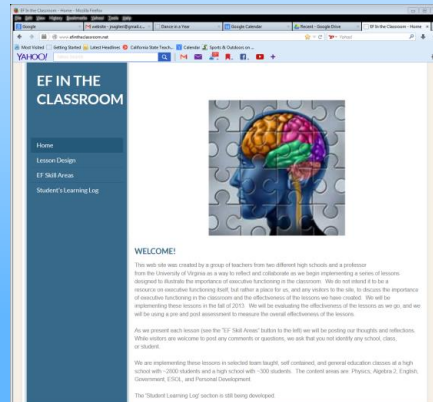 EF in the Classroom - Home - Mozilla Firefox
File Edit View History Bookmarks Yahoo! Tools Help
Google
Dance in a Year
Google Calendar
Recent - Google Drive
EF in the Classroom - Home
www.efintheclassroom.net
Yahoo!
Most Visited Getting Started Latest Headlines California State Teach... Calendar Sports & Outdoors on ...
YAHOO!
EF IN THE
CLASSROOM
Home
Lesson Design
EF Skill Areas
Student's Learning Log
WELCOME!
This web site was created by a group of teachers from two different high schools and a professor
from the University of Virginia as a way to reflect and collaborate as we begin implementing a series of lessons
designed to illustrate the importance of executive functioning in the classroom. We do not intend it to be a
resource on executive functioning itself, but rather a place for us, and any visitors to the site, to discuss the importance
of executive functioning in the classroom and the effectiveness of the lessons we have created. We will be
implementing these lessons in the fall of 2013. We will be evaluating the effectiveness of the lessons as we go, and we
will be using a pre and post assessment to measure the overall effectiveness of the lessons.
As we present each lesson (see the "EF Skill Areas" button to the left) we will be posting our thoughts and reflections.
While visitors are welcome to post any comments or questions, we ask that you not identify any school, class,
or student.
We are implementing these lessons in selected team taught, self contained, and general education classes at a high
school with ~2800 students and a high school with ~300 students. The content areas are Physics, Algebra 2, English,
Government, ESOL, and Personal Development.
The 'Student Learning Log' section is still being developed.